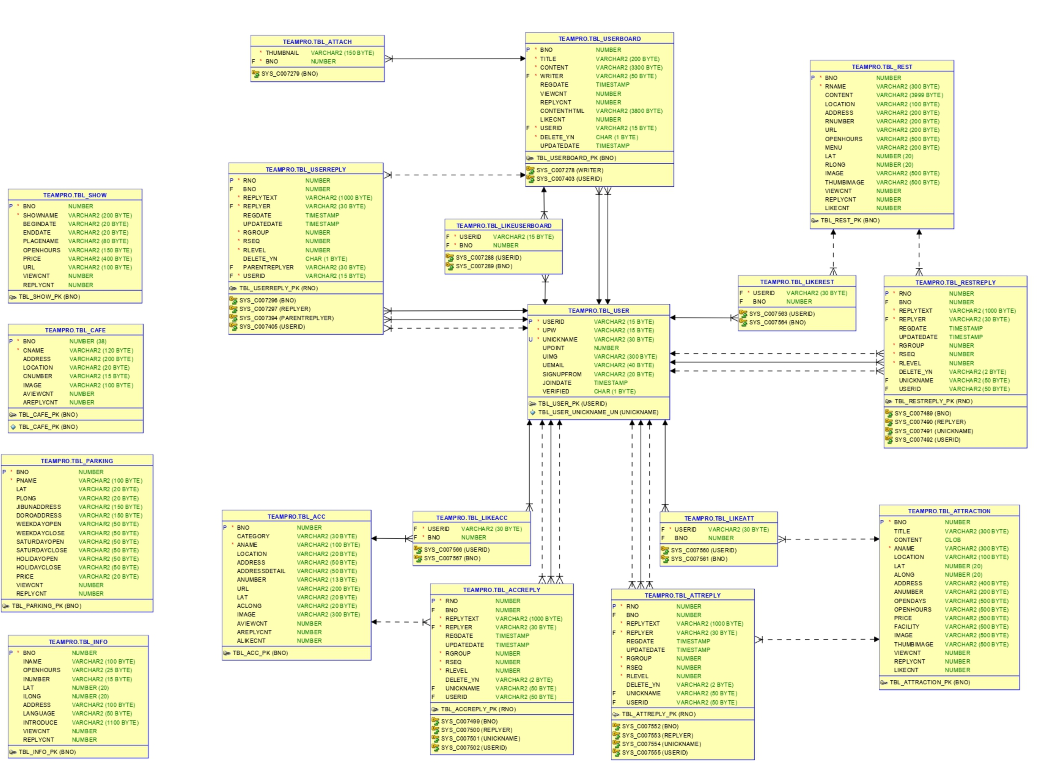 TEAMPRO.TBL_ATTACH
* THUMBNAIL VARCHAR2 (150 BYTE)
F * BNO NUMBER
SYS_C007279 (BNO)
TEAMPRO.TBL_USERBOARD
P * BNO NUMBER
* TITLE VARCHAR2 (200 BYTE)
* CONTENT VARCHAR2 (3300 BYTE)
F * WRITER VARCHAR2 (50 BYTE)
REGDATE TIMESTAMP
VIEWCNT NUMBER
REPLYCNT NUMBER
CONTENTHTML VARCHAR2 (3800 BYTE)
LIKECNT NUMBER
F * USERID VARCHAR2 (15 BYTE)
* DELETE_YN CHAR (1 BYTE)
UPDATEDATE TIMESTAMP
TBL_USERBOARD_PK (BNO)
SYS_C007278 (WRITER)
SYS_C007403 (USERID)
TEAMPRO.TBL_REST
P * BNO NUMBER
* RNAME VARCHAR2 (300 BYTE)
CONTENT VARCHAR2 (3999 BYTE)
LOCATION VARCHAR2 (100 BYTE)
ADDRESS VARCHAR2 (200 BYTE)
RNUMBER VARCHAR2 (200 BYTE)
URL VARCHAR2 (200 BYTE)
OPENHOURS VARCHAR2 (500 BYTE)
MENU VARCHAR2 (200 BYTE)
LAT NUMBER (20)
RLONG NUMBER (20)
IMAGE VARCHAR2 (500 BYTE)
THUMBIMAGE VARCHAR2 (500 BYTE)
VIEWCNT NUMBER
REPLYCNT NUMBER
LIKECNT NUMBER
TBL_REST_PK (BNO)
TEAMPRO.TBL_USERREPLY
P * RNO NUMBER
F BNO NUMBER
* REPLYTEXT VARCHAR2 (1000 BYTE)
F * REPLYER VARCHAR2 (30 BYTE)
REGDATE TIMESTAMP
UPDATEDATE TIMESTAMP
* RGROUP NUMBER
* RSEQ NUMBER
* RLEVEL NUMBER
DELETE_YN CHAR (1 BYTE)
F PARENTREPLYER VARCHAR2 (30 BYTE)
F * USERID VARCHAR2 (15 BYTE)
TBL_USERREPLY_PK (RNO)
SYS_C007296 (BNO)
SYS_C007297 (REPLYER)
SYS_C007394 (PARENTREPLYER)
SYS_C007405 (USERID)
TEAMPRO.TBL_SHOW
P * BNO NUMBER
* SHOWNAME VARCHAR2 (200 BYTE)
BEGINDATE VARCHAR2 (20 BYTE)
ENDDATE VARCHAR2 (20 BYTE)
PLACENAME VARCHAR2 (80 BYTE)
OPENHOURS VARCHAR2 (150 BYTE)
PRICE VARCHAR2 (400 BYTE)
URL VARCHAR2 (100 BYTE)
VIEWCNT NUMBER
REPLYCNT NUMBER
TBL_SHOW_PK (BNO)
TEAMPRO.TBL_LIKEUSERBOARD
F * USERID VARCHAR2 (15 BYTE)
F * BNO NUMBER
SYS_C007288 (USERID)
SYS_C007289 (BNO)
TEAMPRO.TBL_LIKEREST
F * USERID VARCHAR2 (30 BYTE)
F BNO NUMBER
SYS_C007563 (USERID)
SYS_C007564 (BNO)
TEAMPRO.TBL_RESTREPLY
P * RNO NUMBER
F BNO NUMBER
* REPLYTEXT VARCHAR2 (1000 BYTE)
F * REPLYER VARCHAR2 (30 BYTE)
REGDATE TIMESTAMP
UPDATEDATE TIMESTAMP
* RGROUP NUMBER
* RSEQ NUMBER
* RLEVEL NUMBER
DELETE_YN VARCHAR2 (2 BYTE)
F UNICKNAME VARCHAR2 (50 BYTE)
F USERID VARCHAR2 (50 BYTE)
TBL_RESTREPLY_PK (RNO)
SYS_C007489 (BNO)
SYS_C007490 (REPLYER)
SYS_C007491 (UNICKNAME)
SYS_C007492 (USERID)
TEAMPRO.TBL_USER
P * USERID VARCHAR2 (15 BYTE)
* UPW VARCHAR2 (15 BYTE)
U * UNICKNAME VARCHAR2 (30 BYTE)
UPOINT NUMBER
UIMG VARCHAR2 (300 BYTE)
UEMAIL VARCHAR2 (40 BYTE)
SIGNUPFROM VARCHAR2 (20 BYTE)
JOINDATE TIMESTAMP
VERIFIED CHAR (1 BYTE)
TBL_USER_PK (USERID)
TBL_USER_UNICKNAME_UN (UNICKNAME)
TEAMPRO.TBL_CAFE
P * BNO NUMBER (38)
* CNAME VARCHAR2 (120 BYTE)
ADDRESS VARCHAR2 (200 BYTE)
LOCATION VARCHAR2 (20 BYTE)
CNUMBER VARCHAR2 (15 BYTE)
IMAGE VARCHAR2 (100 BYTE)
AVIEWCNT NUMBER
AREPLYCNT NUMBER
TBL_CAFE_PK (BNO)
TBL_CAFE_PK (BNO)
TEAMPRO.TBL_PARKING
P * BNO NUMBER
* PNAME VARCHAR2 (100 BYTE)
LAT VARCHAR2 (20 BYTE)
PLONG VARCHAR2 (20 BYTE)
JIBUNADDRESS VARCHAR2 (150 BYTE)
DOROADDRESS VARCHAR2 (150 BYTE)
WEEKDAYOPEN VARCHAR2 (50 BYTE)
WEEKDAYCLOSE VARCHAR2 (50 BYTE)
SATURDAYOPEN VARCHAR2 (50 BYTE)
SATURDAYCLOSE VARCHAR2 (50 BYTE)
HOLIDAYOPEN VARCHAR2 (50 BYTE)
HOLIDAYCLOSE VARCHAR2 (50 BYTE)
PRICE VARCHAR2 (20 BYTE)
VIEWCNT NUMBER
REPLYCNT NUMBER
TBL_PARKING_PK (BNO)
TEAMPRO.TBL_ACC
P * BNO NUMBER
CATEGORY VARCHAR2 (30 BYTE)
* ANAME VARCHAR2 (100 BYTE)
LOCATION VARCHAR2 (20 BYTE)
ADDRESS VARCHAR2 (50 BYTE)
ADDRESSDETAIL VARCHAR2 (50 BYTE)
ANUMBER VARCHAR2 (13 BYTE)
URL VARCHAR2 (200 BYTE)
LAT VARCHAR2 (20 BYTE)
ACLONG VARCHAR2 (20 BYTE)
IMAGE VARCHAR2 (300 BYTE)
AVIEWCNT NUMBER
AREPLYCNT NUMBER
ALIKECNT NUMBER
TBL_ACC_PK (BNO)
TEAMPRO.TBL_LIKEACC
F * USERID VARCHAR2 (30 BYTE)
F * BNO NUMBER
SYS_C007566 (USERID)
SYS_C007567 (BNO)
TEAMPRO.TBL_LIKEATT
F * USERID VARCHAR2 (30 BYTE)
F BNO NUMBER
SYS_C007560 (USERID)
SYS_C007561 (BNO)
TEAMPRO.TBL_ATTRACTION
P * BNO NUMBER
TITLE VARCHAR2 (300 BYTE)
CONTENT CLOB
* ANAME VARCHAR2 (300 BYTE)
LOCATION VARCHAR2 (100 BYTE)
LAT NUMBER (20)
ALONG NUMBER (20)
ADDRESS VARCHAR2 (400 BYTE)
ANUMBER VARCHAR2 (200 BYTE)
OPENDAYS VARCHAR2 (500 BYTE)
OPENHOURS VARCHAR2 (500 BYTE)
PRICE VARCHAR2 (500 BYTE)
FACILITY VARCHAR2 (500 BYTE)
IMAGE VARCHAR2 (500 BYTE)
THUMBIMAGE VARCHAR2 (500 BYTE)
VIEWCNT NUMBER
REPLYCNT NUMBER
LIKECNT NUMBER
TBL_ATTRACTION_PK (BNO)
TEAMPRO.TBL_ACCREPLY
P * RNO NUMBER
F BNO NUMBER
* REPLYTEXT VARCHAR2 (1000 BYTE)
F * REPLYER VARCHAR2 (30 BYTE)
REGDATE TIMESTAMP
UPDATEDATE TIMESTAMP
* RGROUP NUMBER
* RSEQ NUMBER
* RLEVEL NUMBER
DELETE_YN VARCHAR2 (2 BYTE)
F UNICKNAME VARCHAR2 (50 BYTE)
F USERID VARCHAR2 (50 BYTE)
TBL_ACCREPLY_PK (RNO)
SYS_C007499 (BNO)
SYS_C007500 (REPLYER)
SYS_C007501 (UNICKNAME)
SYS_C007502 (USERID)
TEAMPRO.TBL_ATTREPLY
P * RNO NUMBER
F BNO NUMBER
* REPLYTEXT VARCHAR2 (1000 BYTE)
F * REPLYER VARCHAR2 (30 BYTE)
REGDATE TIMESTAMP
UPDATEDATE TIMESTAMP
* RGROUP NUMBER
* RSEQ NUMBER
* RLEVEL NUMBER
DELETE_YN VARCHAR2 (2 BYTE)
F UNICKNAME VARCHAR2 (50 BYTE)
F USERID VARCHAR2 (50 BYTE)
TBL_ATTREPLY_PK (RNO)
SYS_C007552 (BNO)
SYS_C007553 (REPLYER)
SYS_C007554 (UNICKNAME)
SYS_C007555 (USERID)
TEAMPRO.TBL_INFO
P * BNO NUMBER
INAME VARCHAR2 (100 BYTE)
OPENHOURS VARCHAR2 (25 BYTE)
INUMBER VARCHAR2 (15 BYTE)
LAT NUMBER (20)
ILONG NUMBER (20)
ADDRESS VARCHAR2 (100 BYTE)
LANGUAGE VARCHAR2 (50 BYTE)
INTRODUCE VARCHAR2 (1100 BYTE)
VIEWCNT NUMBER
REPLYCNT NUMBER
TBL_INFO_PK (BNO)